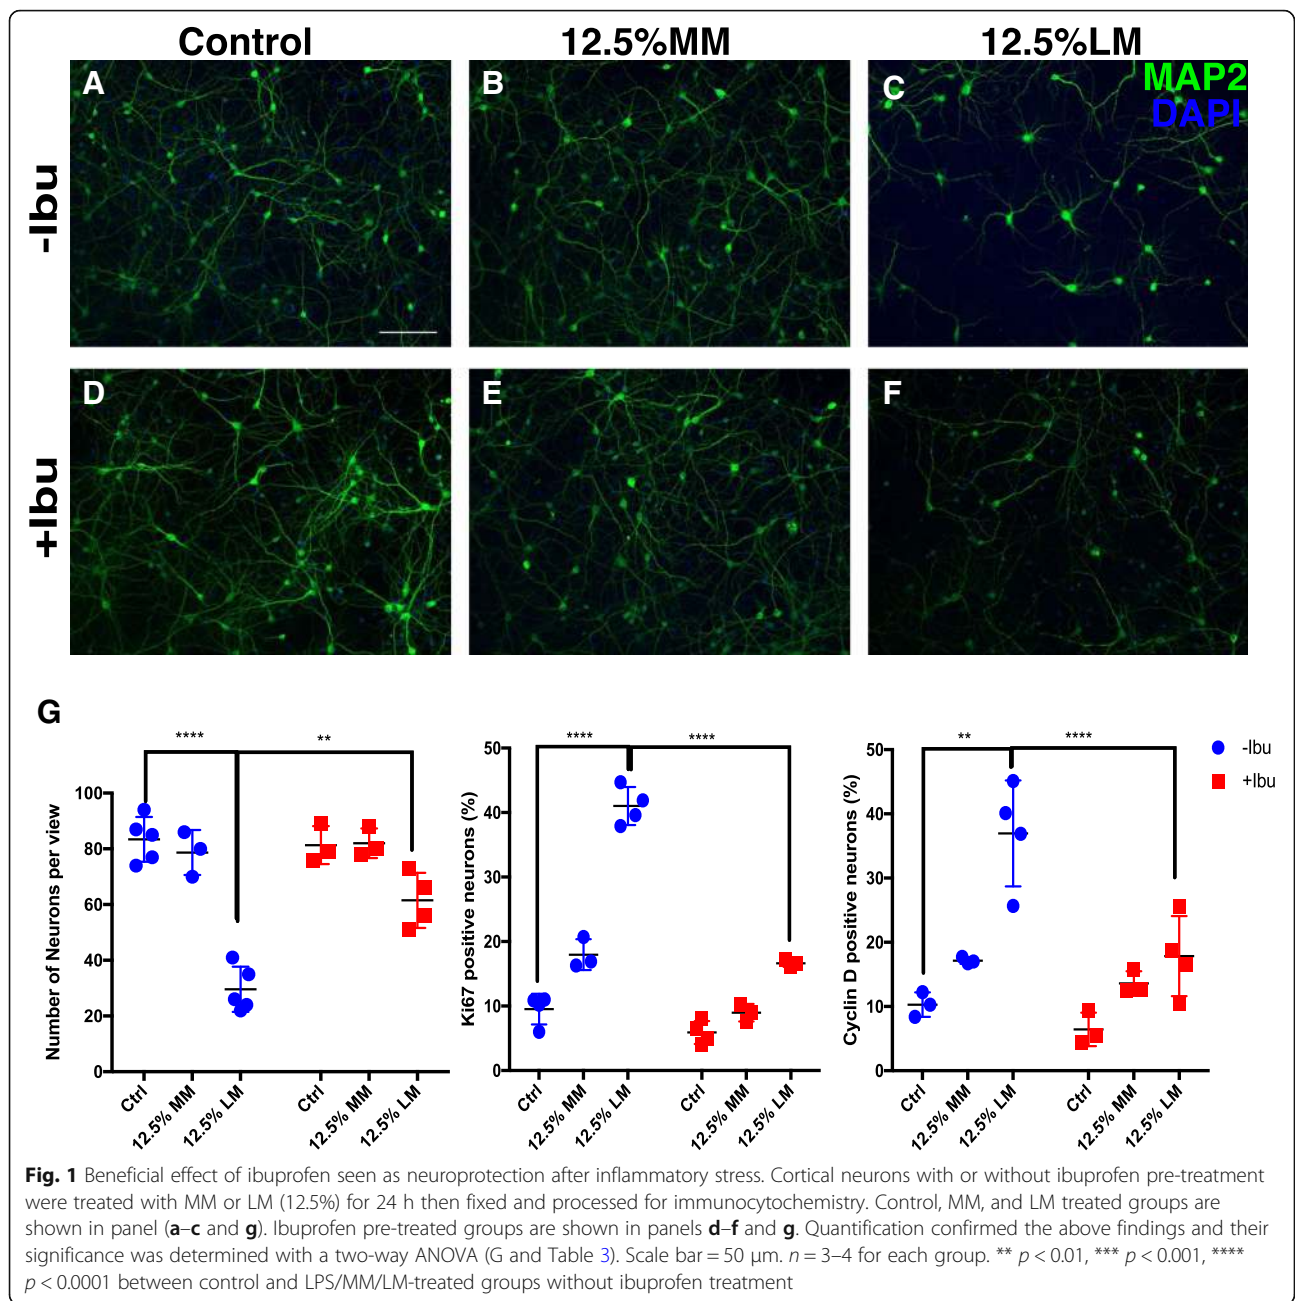 Control 12.5%MM 12.5%LM
A B C MAP2
DAPI
-Ibu
D E F
+Ibu
G
**** **
Number of Neurons per view
100
80
60
40
20
0
Ctrl 12.5% MM 12.5% LM Ctrl 12.5% MM 12.5% LM
**** ****
Ki67 positive neurons (%)
50
40
30
20
10
0
Ctrl 12.5% MM 12.5% LM Ctrl 12.5% MM 12.5% LM
** ****
Cyclin D positive neurons (%)
50
40
30
20
10
0
Ctrl 12.5% MM 12.5% LM Ctrl 12.5% MM 12.5% LM
-Ibu
+Ibu
Fig. 1 Beneficial effect of ibuprofen seen as neuroprotection after inflammatory stress. Cortical neurons with or without ibuprofen pre-treatment
were treated with MM or LM (12.5%) for 24 h then fixed and processed for immunocytochemistry. Control, MM, and LM treated groups are
shown in panel (a–c and g). Ibuprofen pre-treated groups are shown in panels d–f and g. Quantification confirmed the above findings and their
significance was determined with a two-way ANOVA (G and Table 3). Scale bar = 50 μm. n = 3–4 for each group. ** p < 0.01, *** p < 0.001, ****
p < 0.0001 between control and LPS/MM/LM-treated groups without ibuprofen treatment